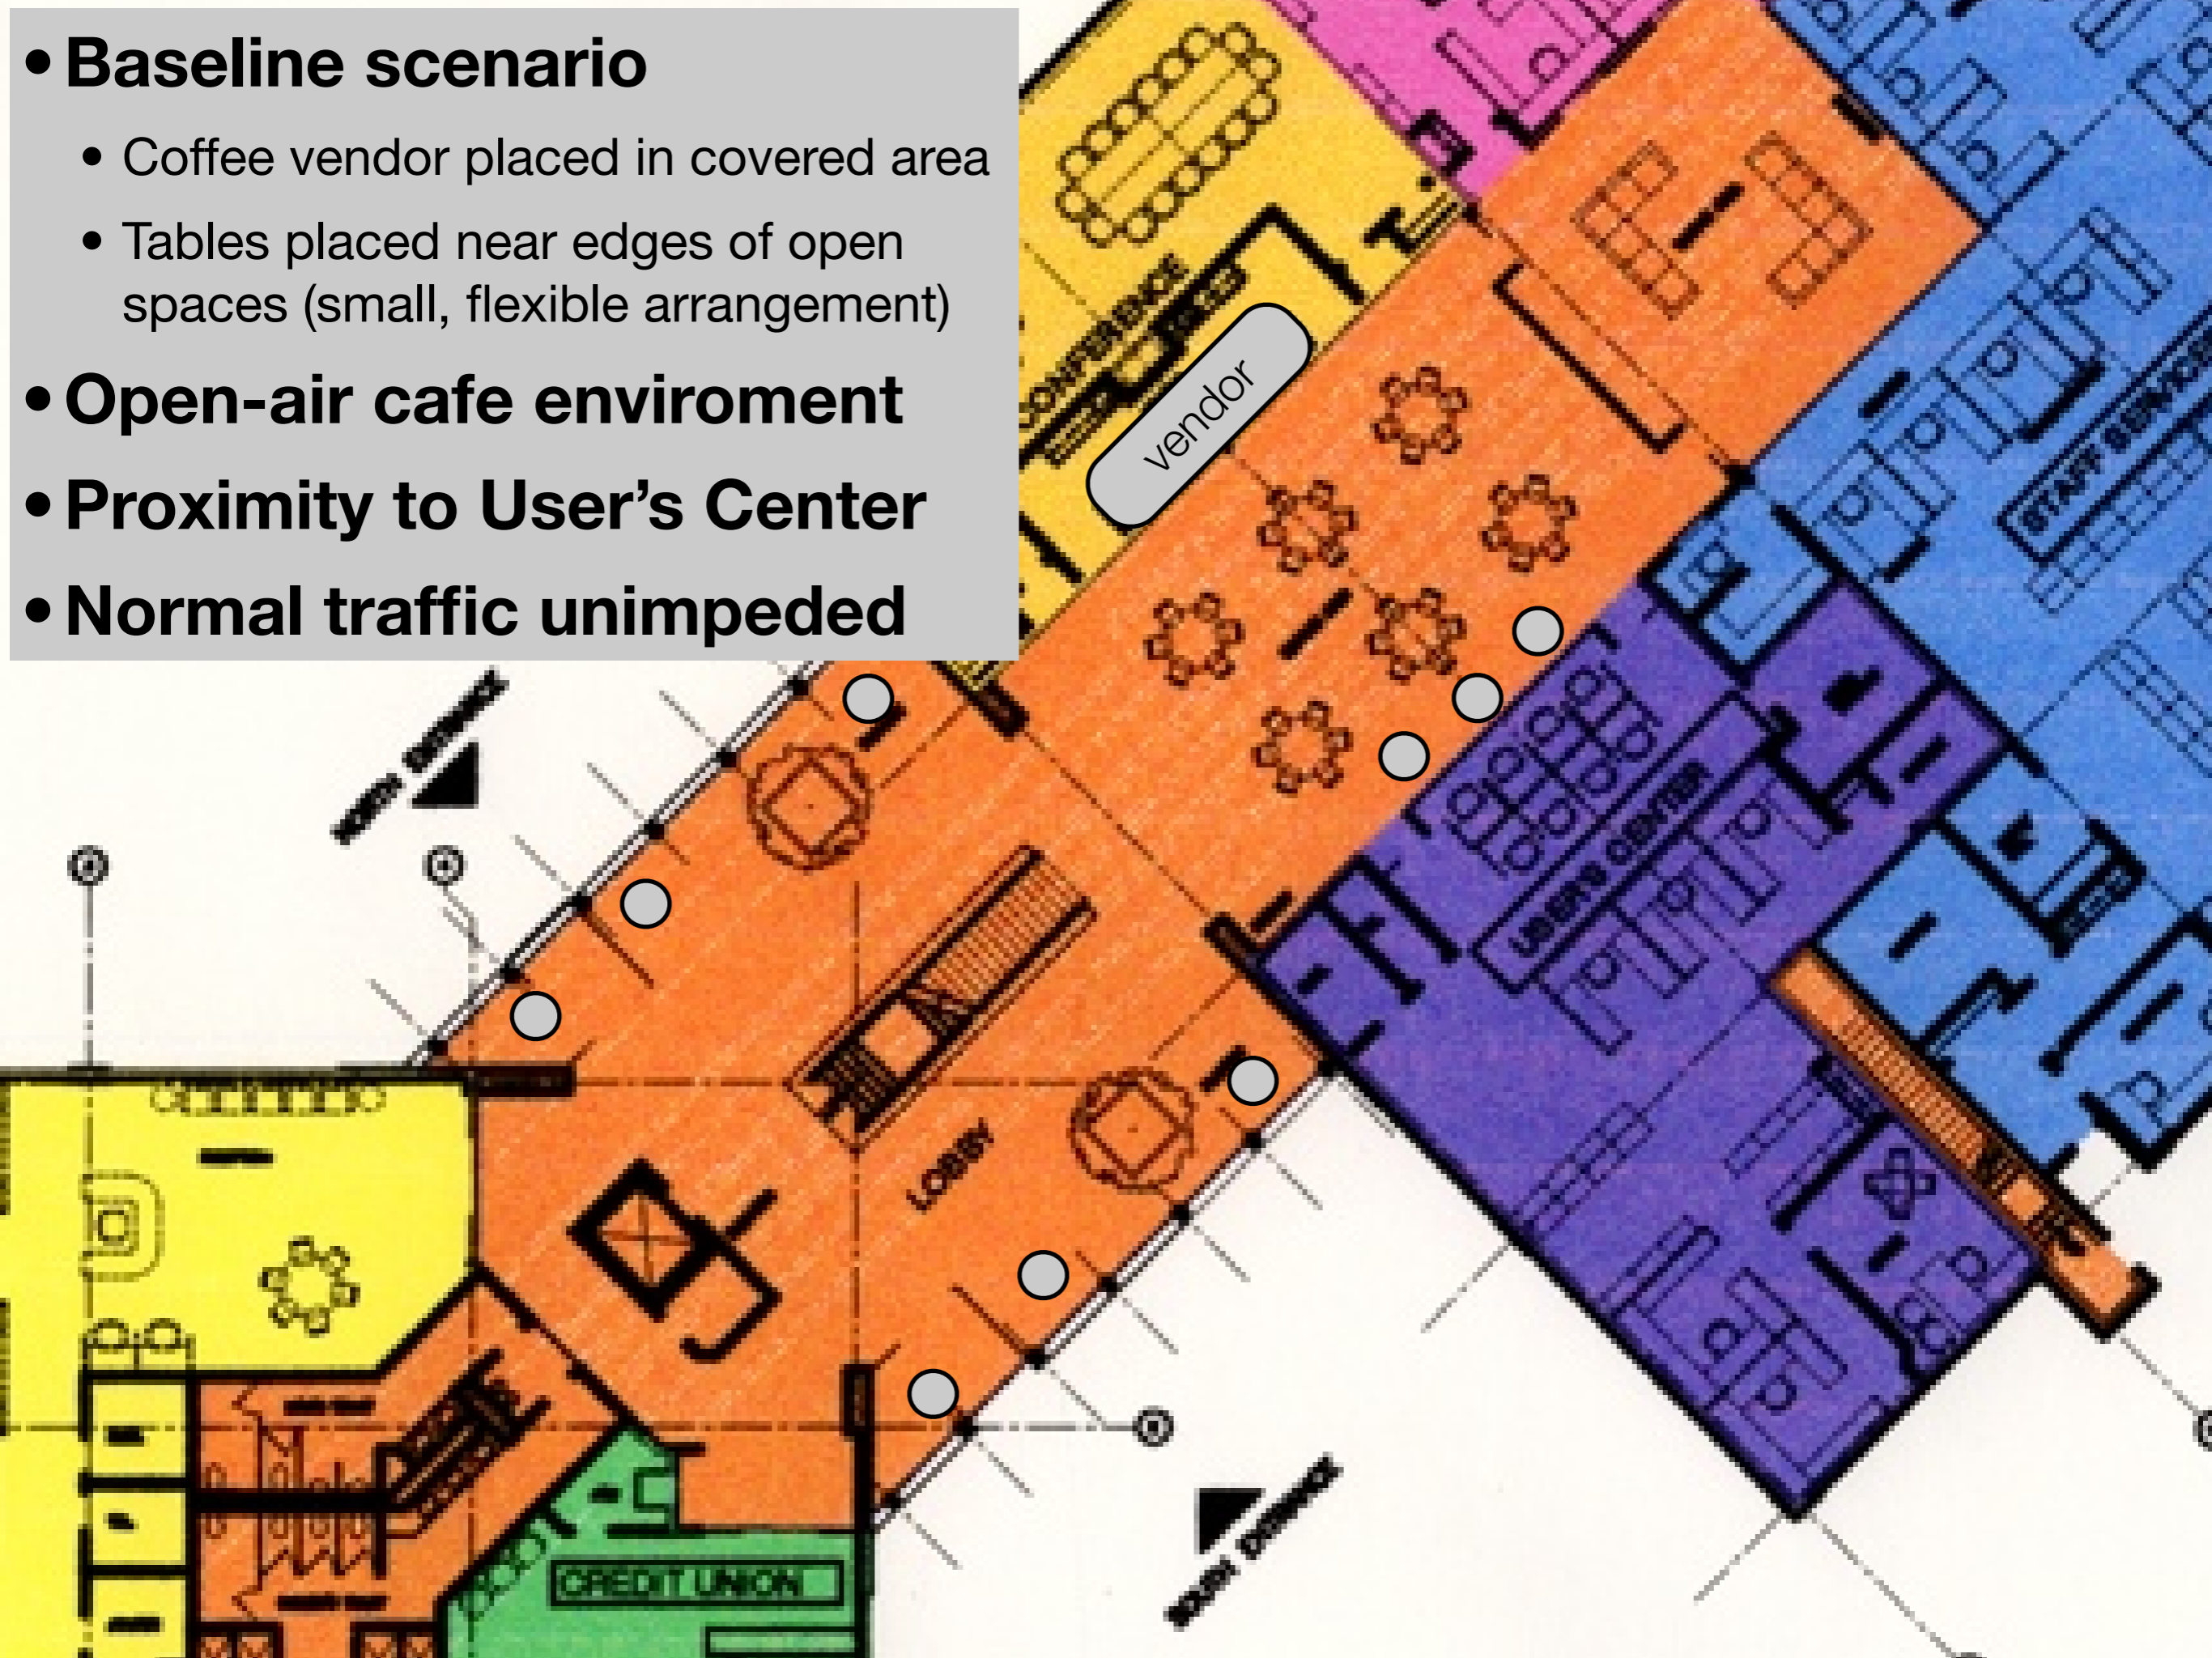 • Baseline scenario
• Coffee vendor placed in covered area
• Tables placed near edges of open
spaces (small, flexible arrangement)
• Open-air cafe enviroment
• Proximity to User’s Center
• Normal traffic unimpeded
CONFERENCE
vendor
STAFF SERVICES
USER'S CENTER
NORTH ENTRANCE
LOBBY
SOUTH ENTRANCE
CREDIT UNION